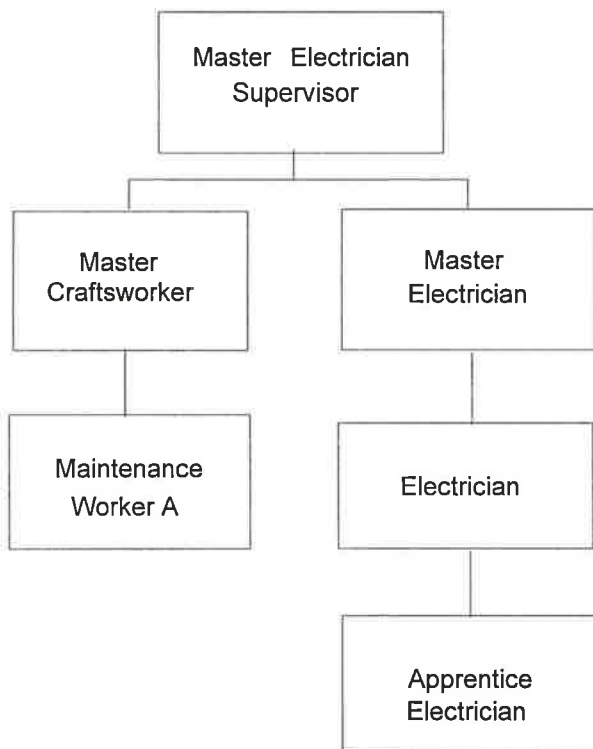 Master Electrician
Supervisor
Master
Craftsworker
Master
Electrician
Maintenance
Worker A
Electrician
Apprentice
Electrician